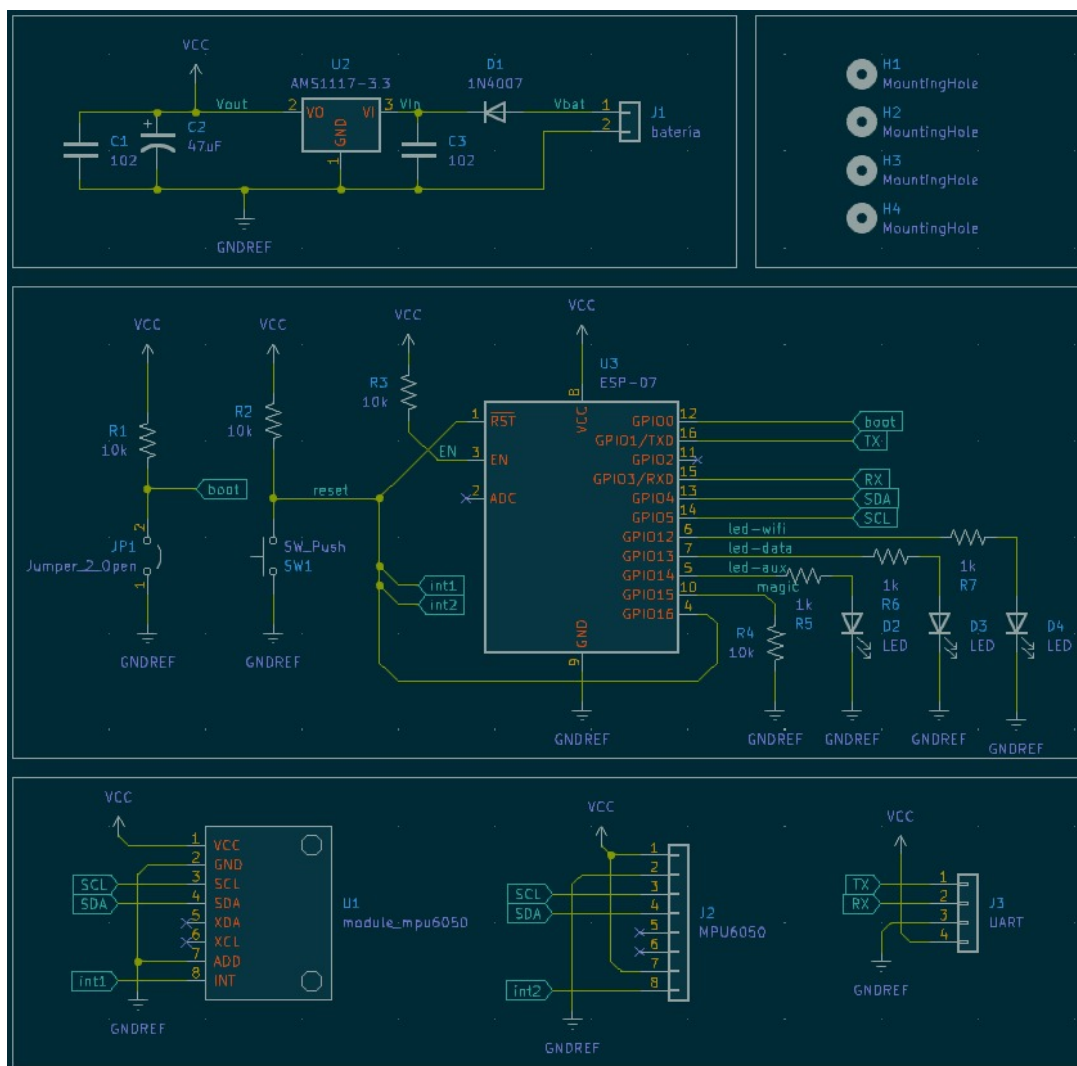 VCC
U2
AMS1117-3.3
D1
1N4007
Vout
2
VO
VI
3
Vin
Vbat
1
2
J1
batería
GND
1
+
C2
47uF
C1
102
C3
102
GNDREF
H1
MountingHole
H2
MountingHole
H3
MountingHole
H4
MountingHole
VCC
VCC
VCC
VCC
R1
10k
R2
10k
R3
10k
U3
ESP-07
8
VCC
1
RST
3
EN
EN
2
ADC
GPIO0
12
boot
GPIO1/TXD
16
TX
GPIO2
11
GPIO3/RXD
15
RX
GPIO4
13
SDA
GPIO5
14
SCL
GPIO12
6
led-wifi
GPIO13
7
led-data
GPIO14
5
led-aux
GPIO15
10
magic
GPIO16
4
GND
9
boot
reset
int1
int2
2
JP1
Jumper_2_Open
1
SW_Push
SW1
1k
R7
1k
R6
1k
R5
R4
10k
D2
LED
D3
LED
D4
LED
GNDREF
GNDREF
GNDREF
GNDREF
GNDREF
GNDREF
GNDREF
VCC
1
VCC
2
GND
SCL
3
SCL
SDA
4
SDA
5
XDA
6
XCL
7
ADD
int1
8
INT
U1
module_mpu6050
GNDREF
VCC
1
2
SCL
3
SDA
4
5
6
7
int2
8
J2
MPU6050
GNDREF
VCC
TX
1
RX
2
3
4
J3
UART
GNDREF